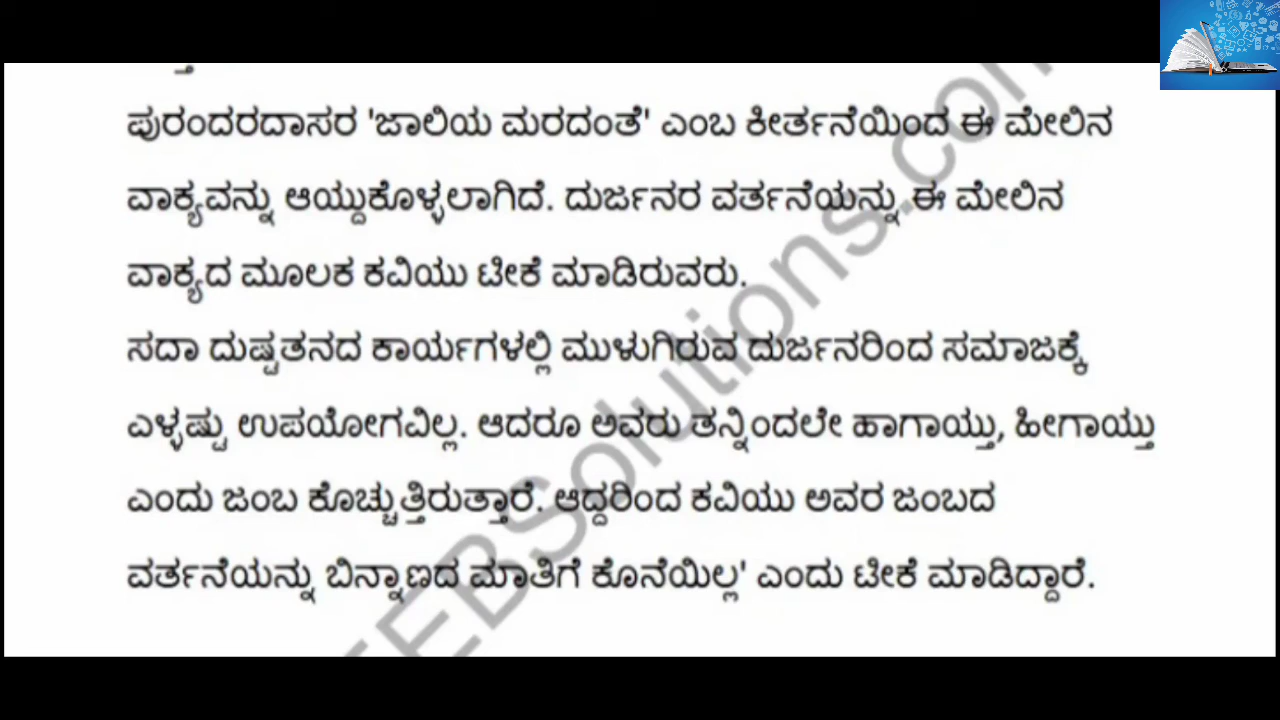 ಪುರಂದರದಾಸರ 'ಜಾಲಿಯ ಮರದಂತೆ' ಎಂಬ ಕೀರ್ತನೆಯಿಂದ ಈ ಮೇಲಿನ
ವಾಕ್ಯವನ್ನು ಆಯ್ದುಕೊಳ್ಳಲಾಗಿದೆ. ದುರ್ಜನರ ವರ್ತನೆಯನ್ನು ಈ ಮೇಲಿನ
ವಾಕ್ಯದ ಮೂಲಕ ಕವಿಯು ಟೀಕೆ ಮಾಡಿರುವರು.
ಸದಾ ದುಷ್ಟತನದ ಕಾರ್ಯಗಳಲ್ಲಿ ಮುಳುಗಿರುವ ದುರ್ಜನರಿಂದ ಸಮಾಜಕ್ಕೆ
ಎಳ್ಳಷ್ಟು ಉಪಯೋಗವಿಲ್ಲ. ಆದರೂ ಅವರು ತನ್ನಿಂದಲೇ ಹಾಗಾಯ್ತು, ಹೀಗಾಯ್ತು
ಎಂದು ಜಂಬ ಕೊಚ್ಚುತ್ತಿರುತ್ತಾರೆ. ಆದ್ದರಿಂದ ಕವಿಯು ಅವರ ಜಂಬದ
ವರ್ತನೆಯನ್ನು ಬಿನ್ನಾಣದ ಮಾತಿಗೆ ಕೊನೆಯಿಲ್ಲ' ಎಂದು ಟೀಕೆ ಮಾಡಿದ್ದಾರೆ.
EBSolutions.com